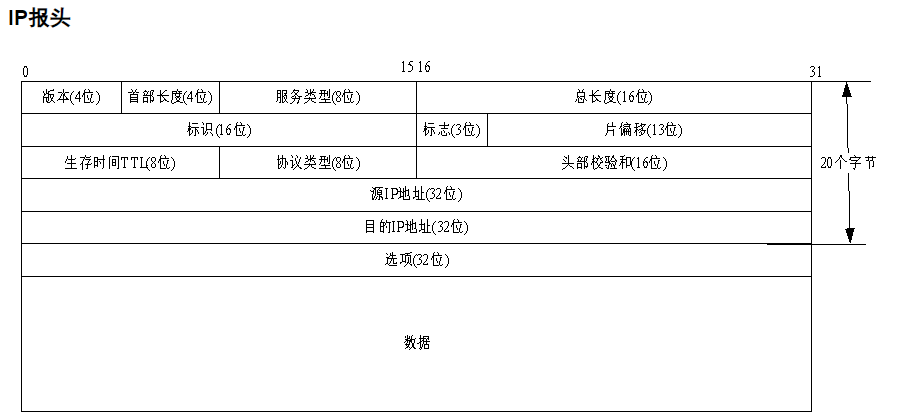 IP报头
0 15 16 31
版本(4位) 首部长度(4位) 服务类型(8位) 总长度(16位)
标识(16位) 标志(3位) 片偏移(13位)
生存时间TTL(8位) 协议类型(8位) 头部校验和(16位) 20个字节
源IP地址(32位)
目的IP地址(32位)
选项(32位)
数据